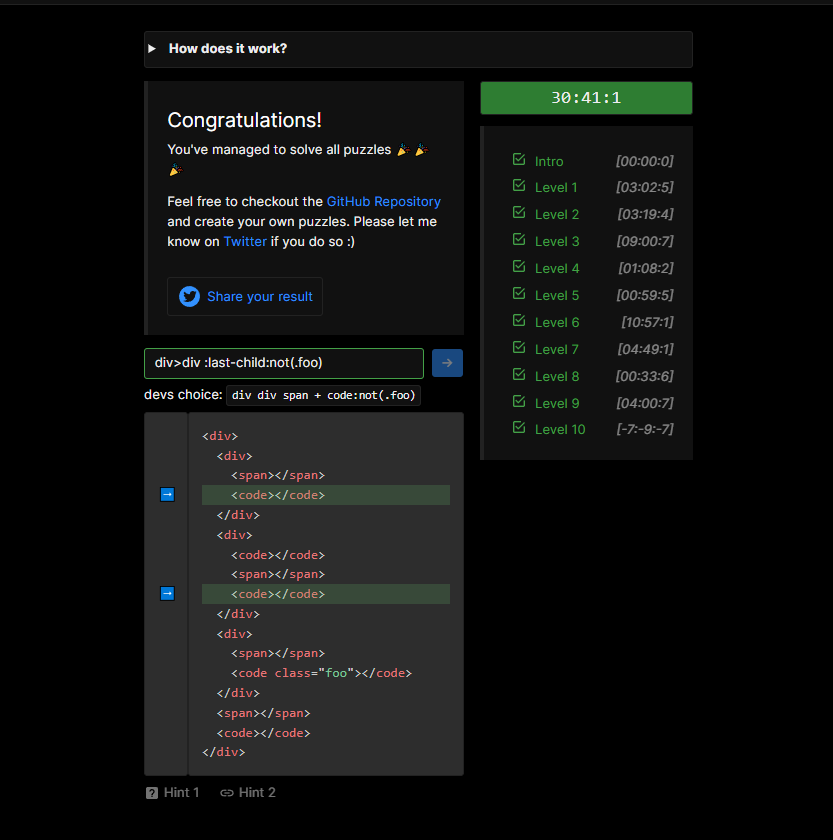 How does it work?
Congratulations!
You've managed to solve all puzzles 🎉 🎉
🎉
Feel free to checkout the GitHub Repository
and create your own puzzles. Please let me
know on Twitter if you do so :)
Share your result
div>div :last-child:not(.foo)
devs choice: div div span + code:not(.foo)
<div>
<div>
<span></span>
<code></code>
</div>
<div>
<code></code>
<span></span>
<code></code>
</div>
<div>
<span></span>
<code class="foo"></code>
</div>
<span></span>
<code></code>
</div>
Hint 1 Hint 2
30:41:1
Intro [00:00:0]
Level 1 [03:02:5]
Level 2 [03:19:4]
Level 3 [09:00:7]
Level 4 [01:08:2]
Level 5 [00:59:5]
Level 6 [10:57:1]
Level 7 [04:49:1]
Level 8 [00:33:6]
Level 9 [04:00:7]
Level 10 [-7:-9:-7]